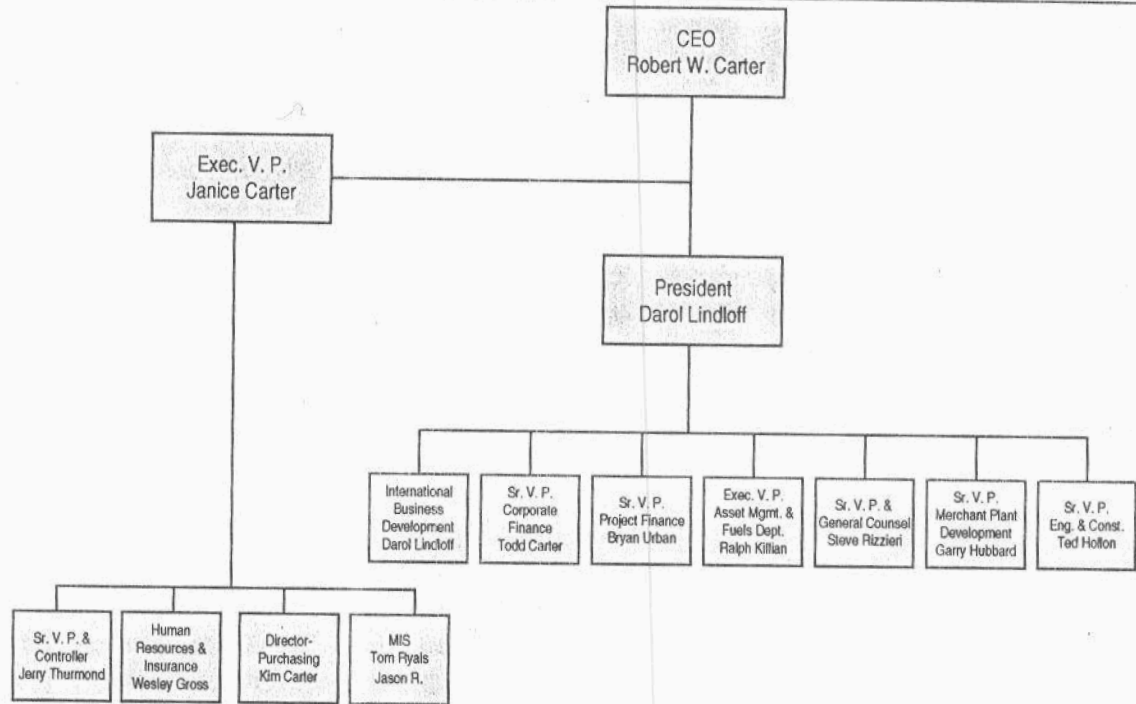 CEO
Robert W. Carter
Exec. V. P.
Janice Carter
President
Darol Lindloff
International
Business
Development
Darol Lindloff
Sr. V. P.
Corporate
Finance
Todd Carter
Sr. V. P.
Project Finance
Bryan Urban
Exec. V. P.
Asset Mgmt. &
Fuels Dept.
Ralph Killian
Sr. V. P. &
General Counsel
Steve Rizzieri
Sr. V. P.
Merchant Plant
Development
Garry Hubbard
Sr. V. P.
Eng. & Const.
Ted Holton
Sr. V. P. &
Controller
Jerry Thurmond
Human
Resources &
Insurance
Wesley Gross
Director-
Purchasing
Kim Carter
MIS
Tom Ryals
Jason R.